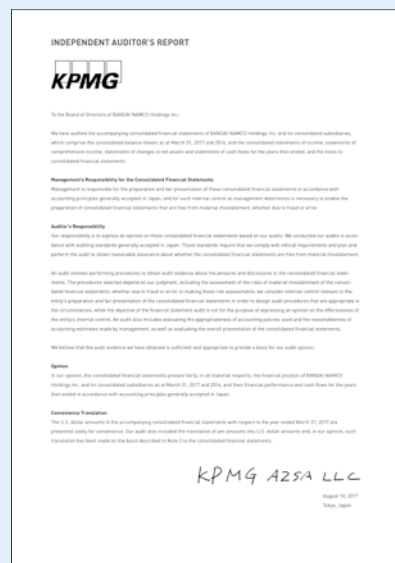 INDEPENDENT AUDITOR'S REPORT
KPMG
To the Board of Directors of BANDAI NAMCO Holdings Inc.:
We have audited the accompanying consolidated financial statements of BANDAI NAMCO Holdings Inc. and its consolidated subsidiaries,
which comprise the consolidated balance sheets as at March 31, 2017 and 2016, and the consolidated statements of income, statements of
comprehensive income, statements of changes in net assets and statements of cash flows for the years then ended, and the notes to
consolidated financial statements.
Management's Responsibility for the Consolidated Financial Statements
Management is responsible for the preparation and fair presentation of these consolidated financial statements in accordance with
accounting principles generally accepted in Japan, and for such internal control as management determines is necessary to enable the
preparation of consolidated financial statements that are free from material misstatement, whether due to fraud or error.
Auditor's Responsibility
Our responsibility is to express an opinion on these consolidated financial statements based on our audits. We conducted our audits in accor-
dance with auditing standards generally accepted in Japan. Those standards require that we comply with ethical requirements and plan and
perform the audit to obtain reasonable assurance about whether the consolidated financial statements are free from material misstatement.
An audit involves performing procedures to obtain audit evidence about the amounts and disclosures in the consolidated financial state-
ments. The procedures selected depend on our judgment, including the assessment of the risks of material misstatement of the consoli-
dated financial statements, whether due to fraud or error. In making those risk assessments, we consider internal control relevant to the
entity's preparation and fair presentation of the consolidated financial statements in order to design audit procedures that are appropriate in
the circumstances, while the objective of the financial statement audit is not for the purpose of expressing an opinion on the effectiveness of
the entity's internal control. An audit also includes evaluating the appropriateness of accounting policies used and the reasonableness of
accounting estimates made by management, as well as evaluating the overall presentation of the consolidated financial statements.
We believe that the audit evidence we have obtained is sufficient and appropriate to provide a basis for our audit opinion.
Opinion
In our opinion, the consolidated financial statements present fairly, in all material respects, the financial position of BANDAI NAMCO
Holdings Inc. and its consolidated subsidiaries as at March 31, 2017 and 2016, and their financial performance and cash flows for the years
then ended in accordance with accounting principles generally accepted in Japan.
Convenience Translation
The U.S. dollar amounts in the accompanying consolidated financial statements with respect to the year ended March 31, 2017 are
presented solely for convenience. Our audit also included the translation of yen amounts into U.S. dollar amounts and, in our opinion, such
translation has been made on the basis described in Note 3 to the consolidated financial statements.
KPMG AZSA LLC
August 10, 2017
Tokyo, Japan